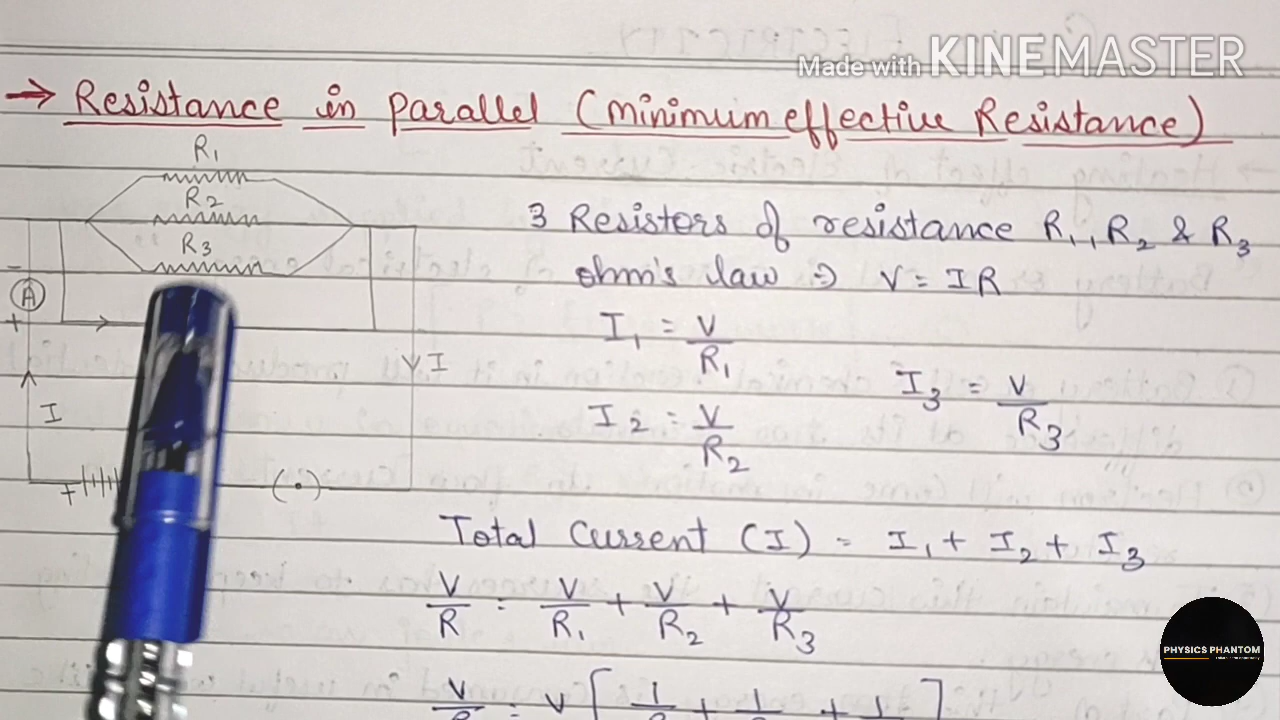 Made with KINEMASTER
→ Resistance in parallel (Minimum effective Resistance)
R1
R2
R3
3 Resistors of resistance R1, R2 & R3
ohm's law ⇒ V = IR
-
A
+
I1 = V/R1
I
I3 = V/R3
I
I2 = V/R2
+
(•)
Total Current (I) = I1 + I2 + I3
V/R = V/R1 + V/R2 + V/R3
PHYSICS PHANTOM